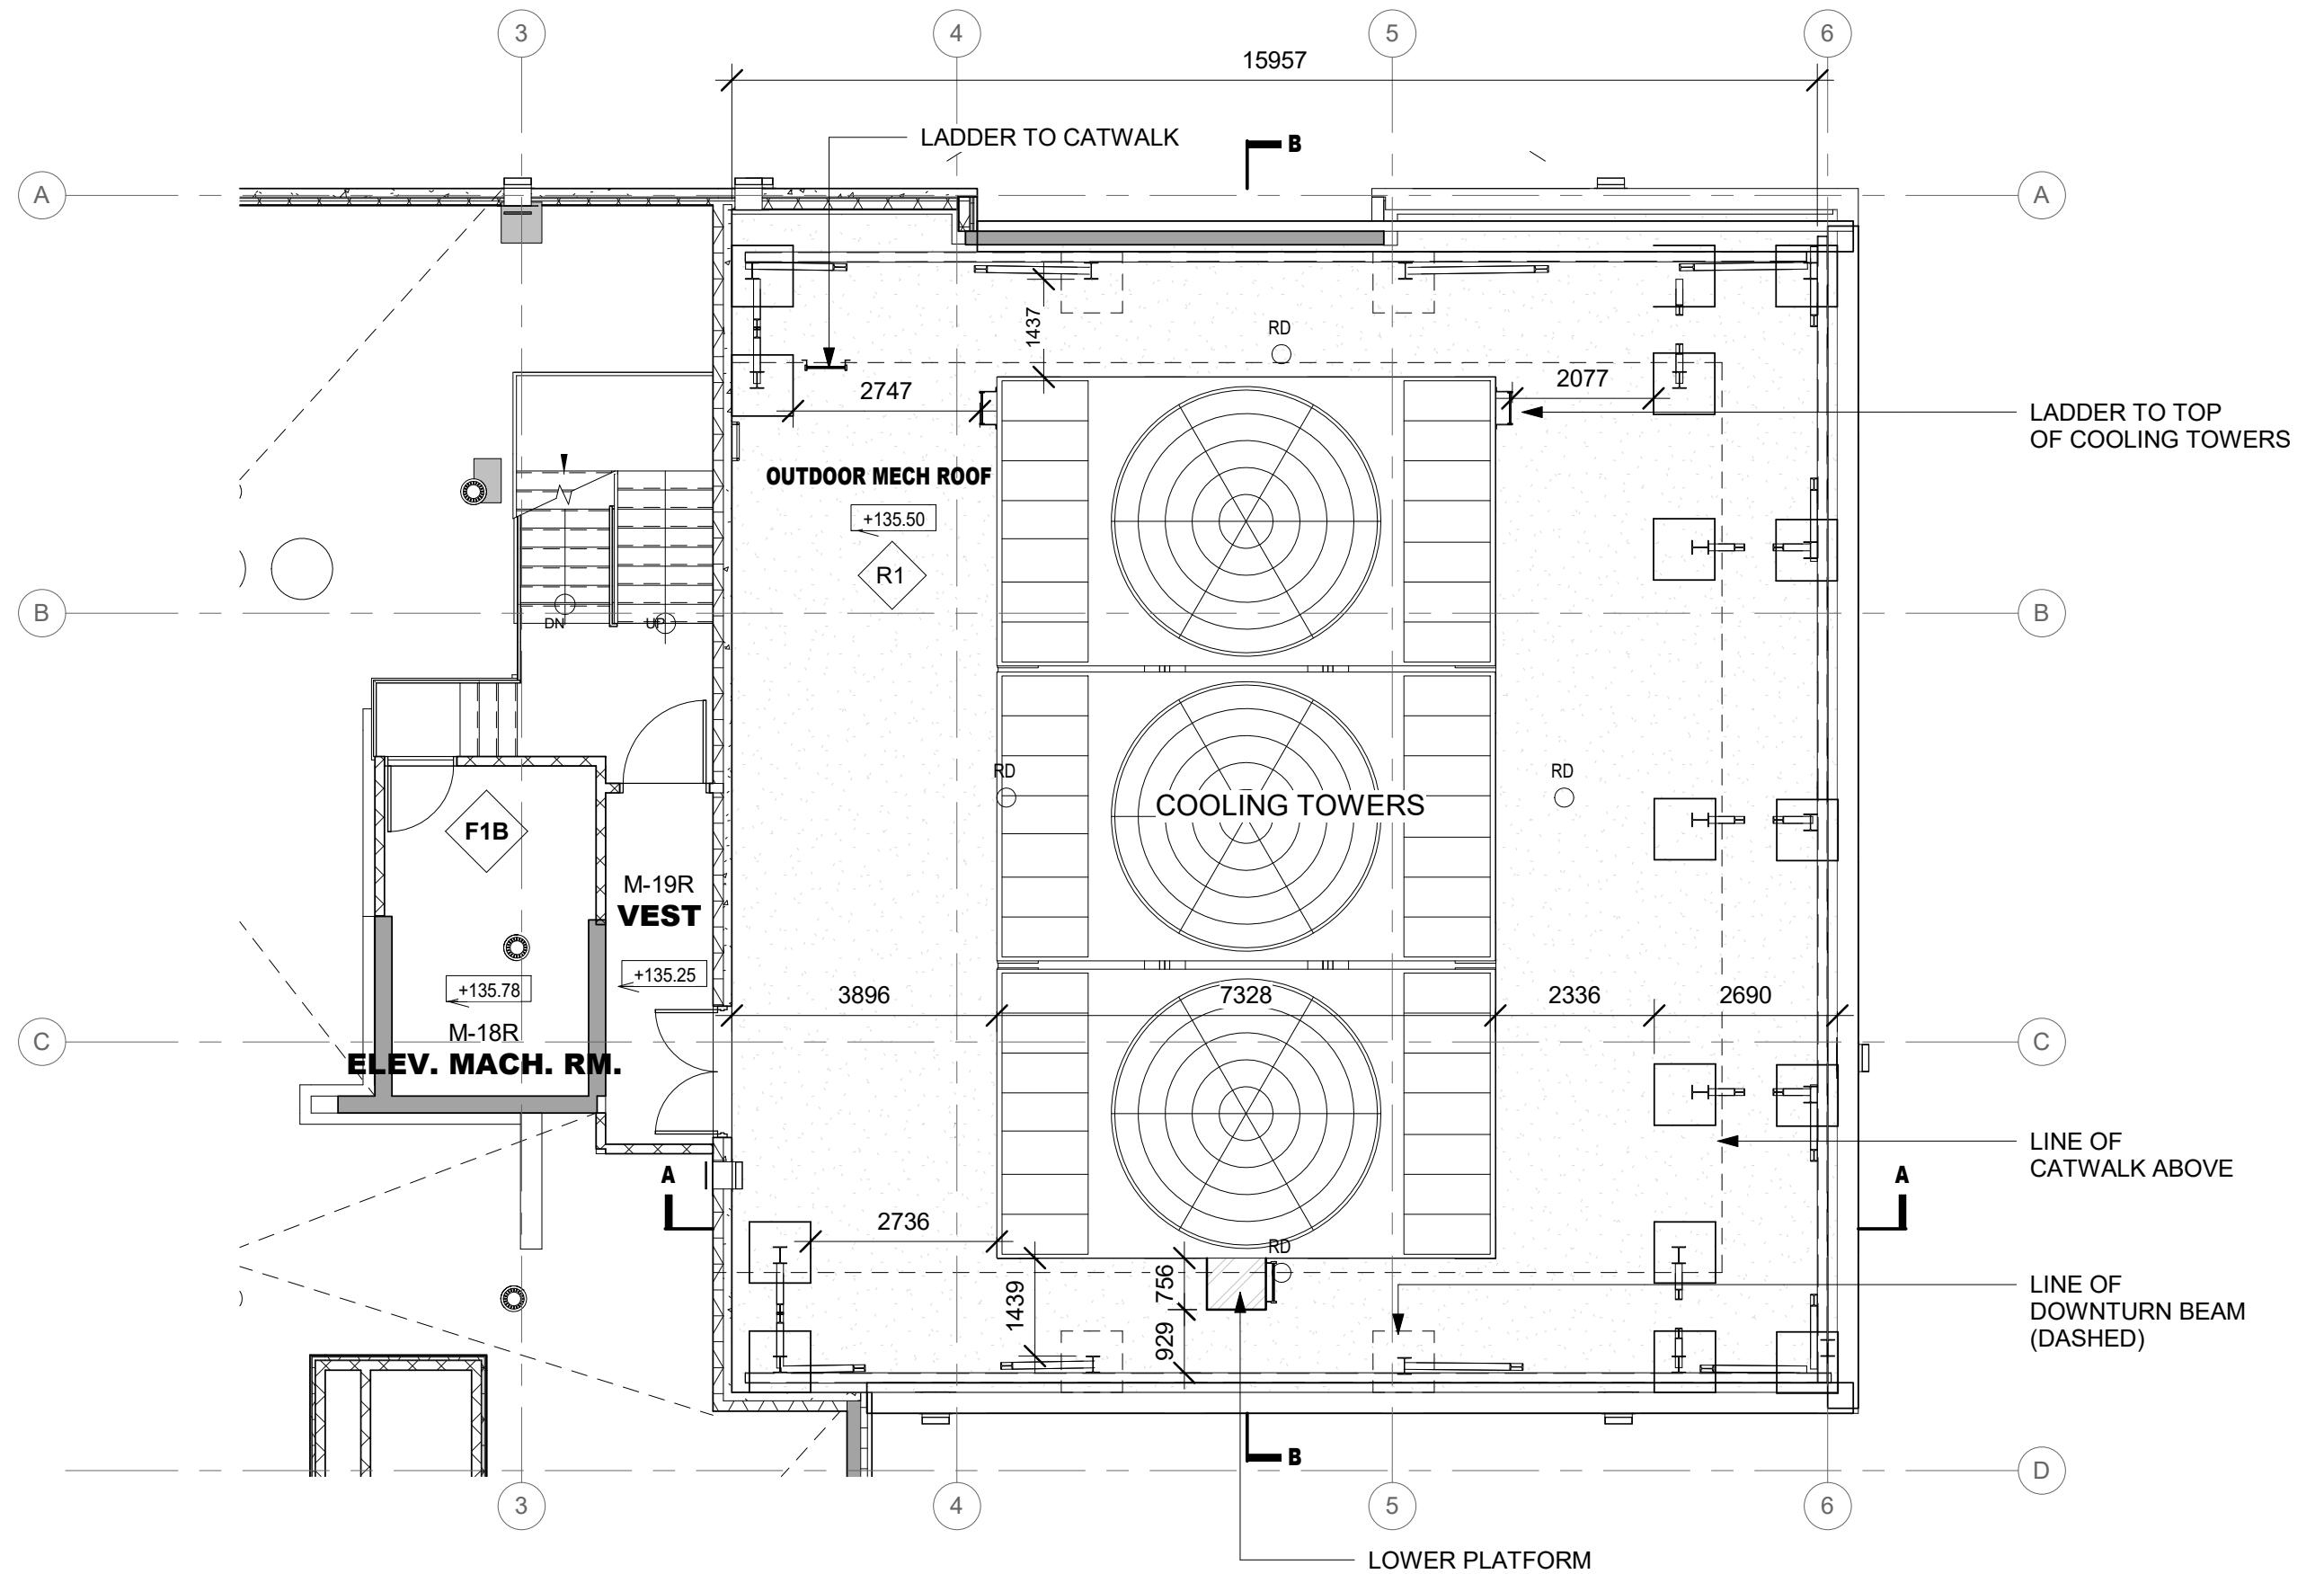 3
4
5
6
15957
LADDER TO CATWALK
B
A
A
1437
RD
2747
2077
LADDER TO TOP
OF COOLING TOWERS
OUTDOOR MECH ROOF
+135.50
R1
B
B
DN
UP
RD
RD
COOLING TOWERS
F1B
M-19R
VEST
+135.25
+135.78
M-18R
ELEV. MACH. RM.
3896
7328
2336
2690
C
C
LINE OF
CATWALK ABOVE
A
A
2736
RD
1439
756
929
LINE OF
DOWNTURN BEAM
(DASHED)
B
D
3
4
5
6
LOWER PLATFORM